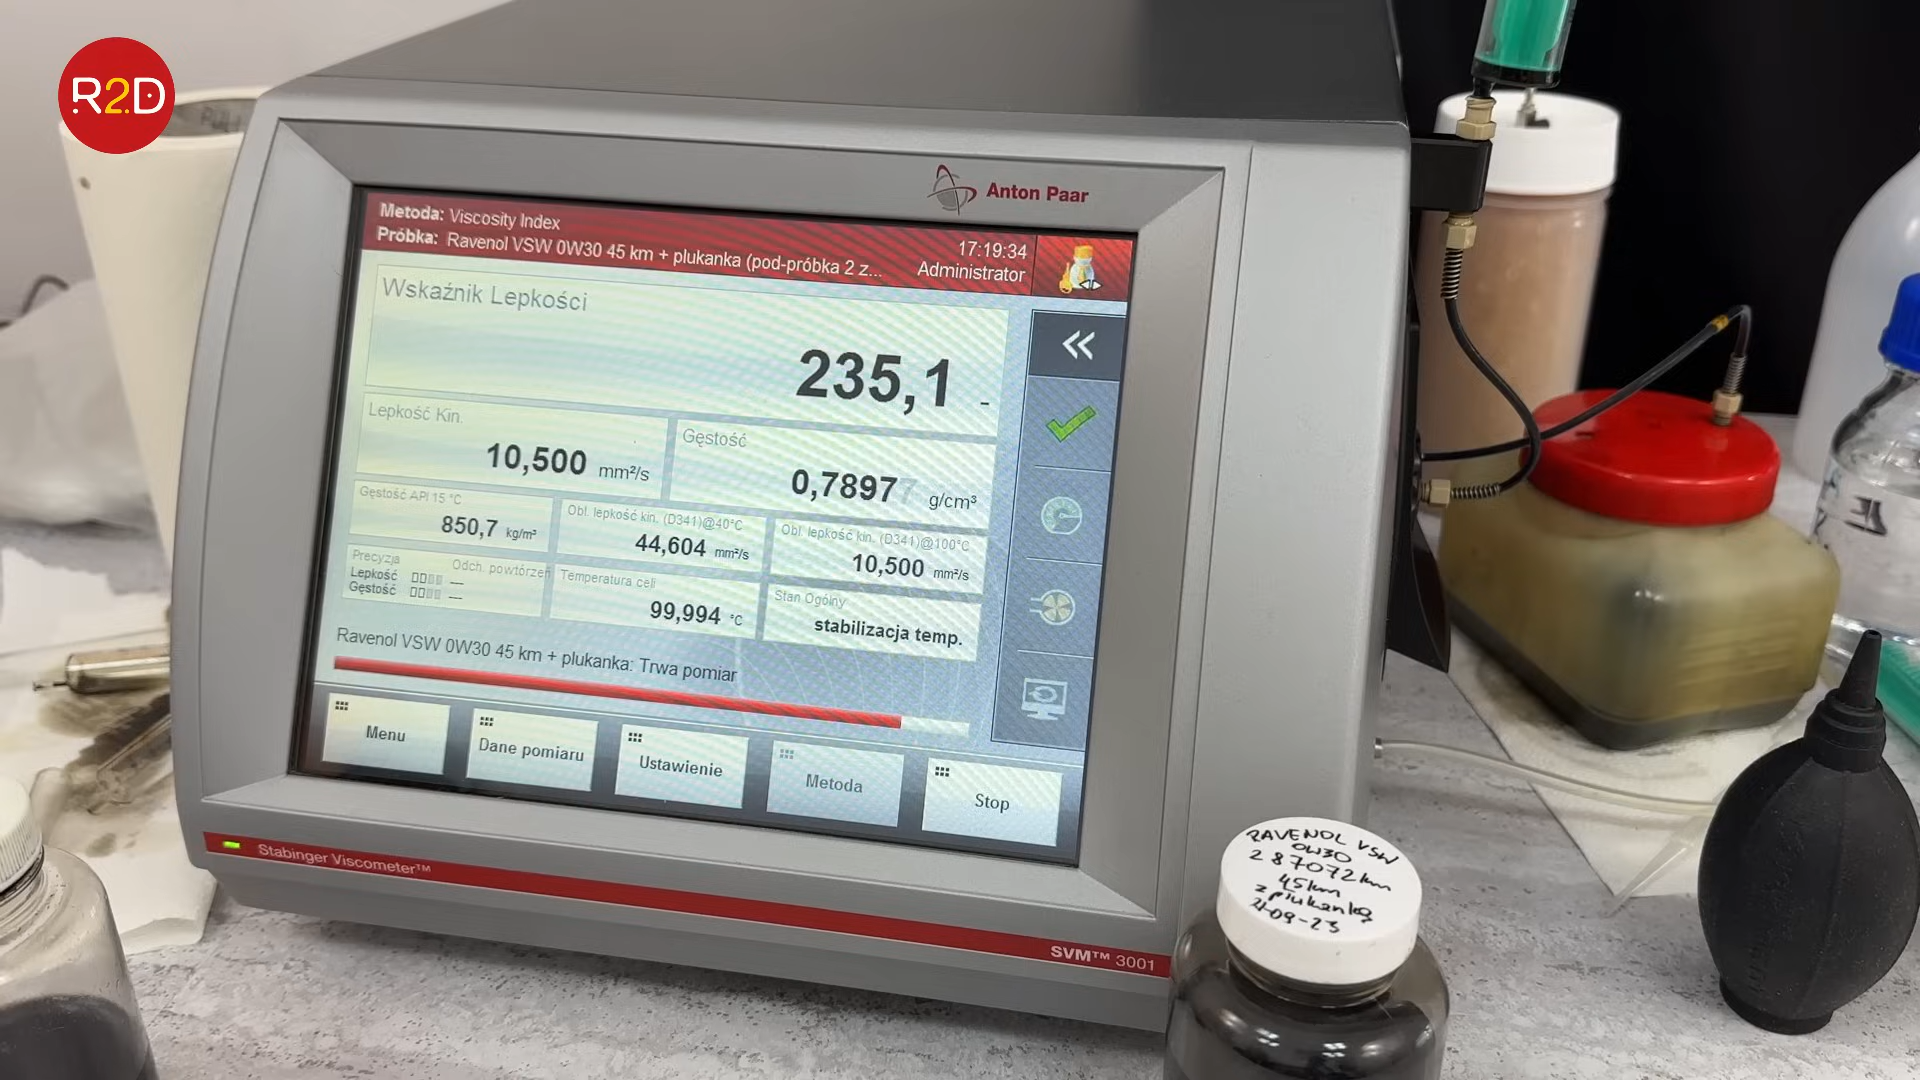 R2D
Anton Paar
Metoda: Viscosity Index
Próbka: Ravenol VSW 0W30 45 km + plukanka (pod-próbka 2 z...
17:19:34
Administrator
Wskaźnik Lepkości
235,1 -
Lepkość Kin.
10,500 mm²/s
Gęstość
0,78977 g/cm³
Gęstość API 15 °C
850,7 kg/m³
Obl. lepkość kin. (D341)@40°C
44,604 mm²/s
Obl. lepkość kin. (D341)@100°C
10,500 mm²/s
Precyzja
Odch. powtórzeń
Lepkość
Gęstość
Temperatura celi
99,994 °C
Stan Ogólny
stabilizacja temp.
Ravenol VSW 0W30 45 km + plukanka: Trwa pomiar
Menu
Dane pomiaru
Ustawienie
Metoda
Stop
Stabinger Viscometer™
SVM™ 3001
RAVENOL VSW
0W30
287072 km
45km
z plukanką
09-23